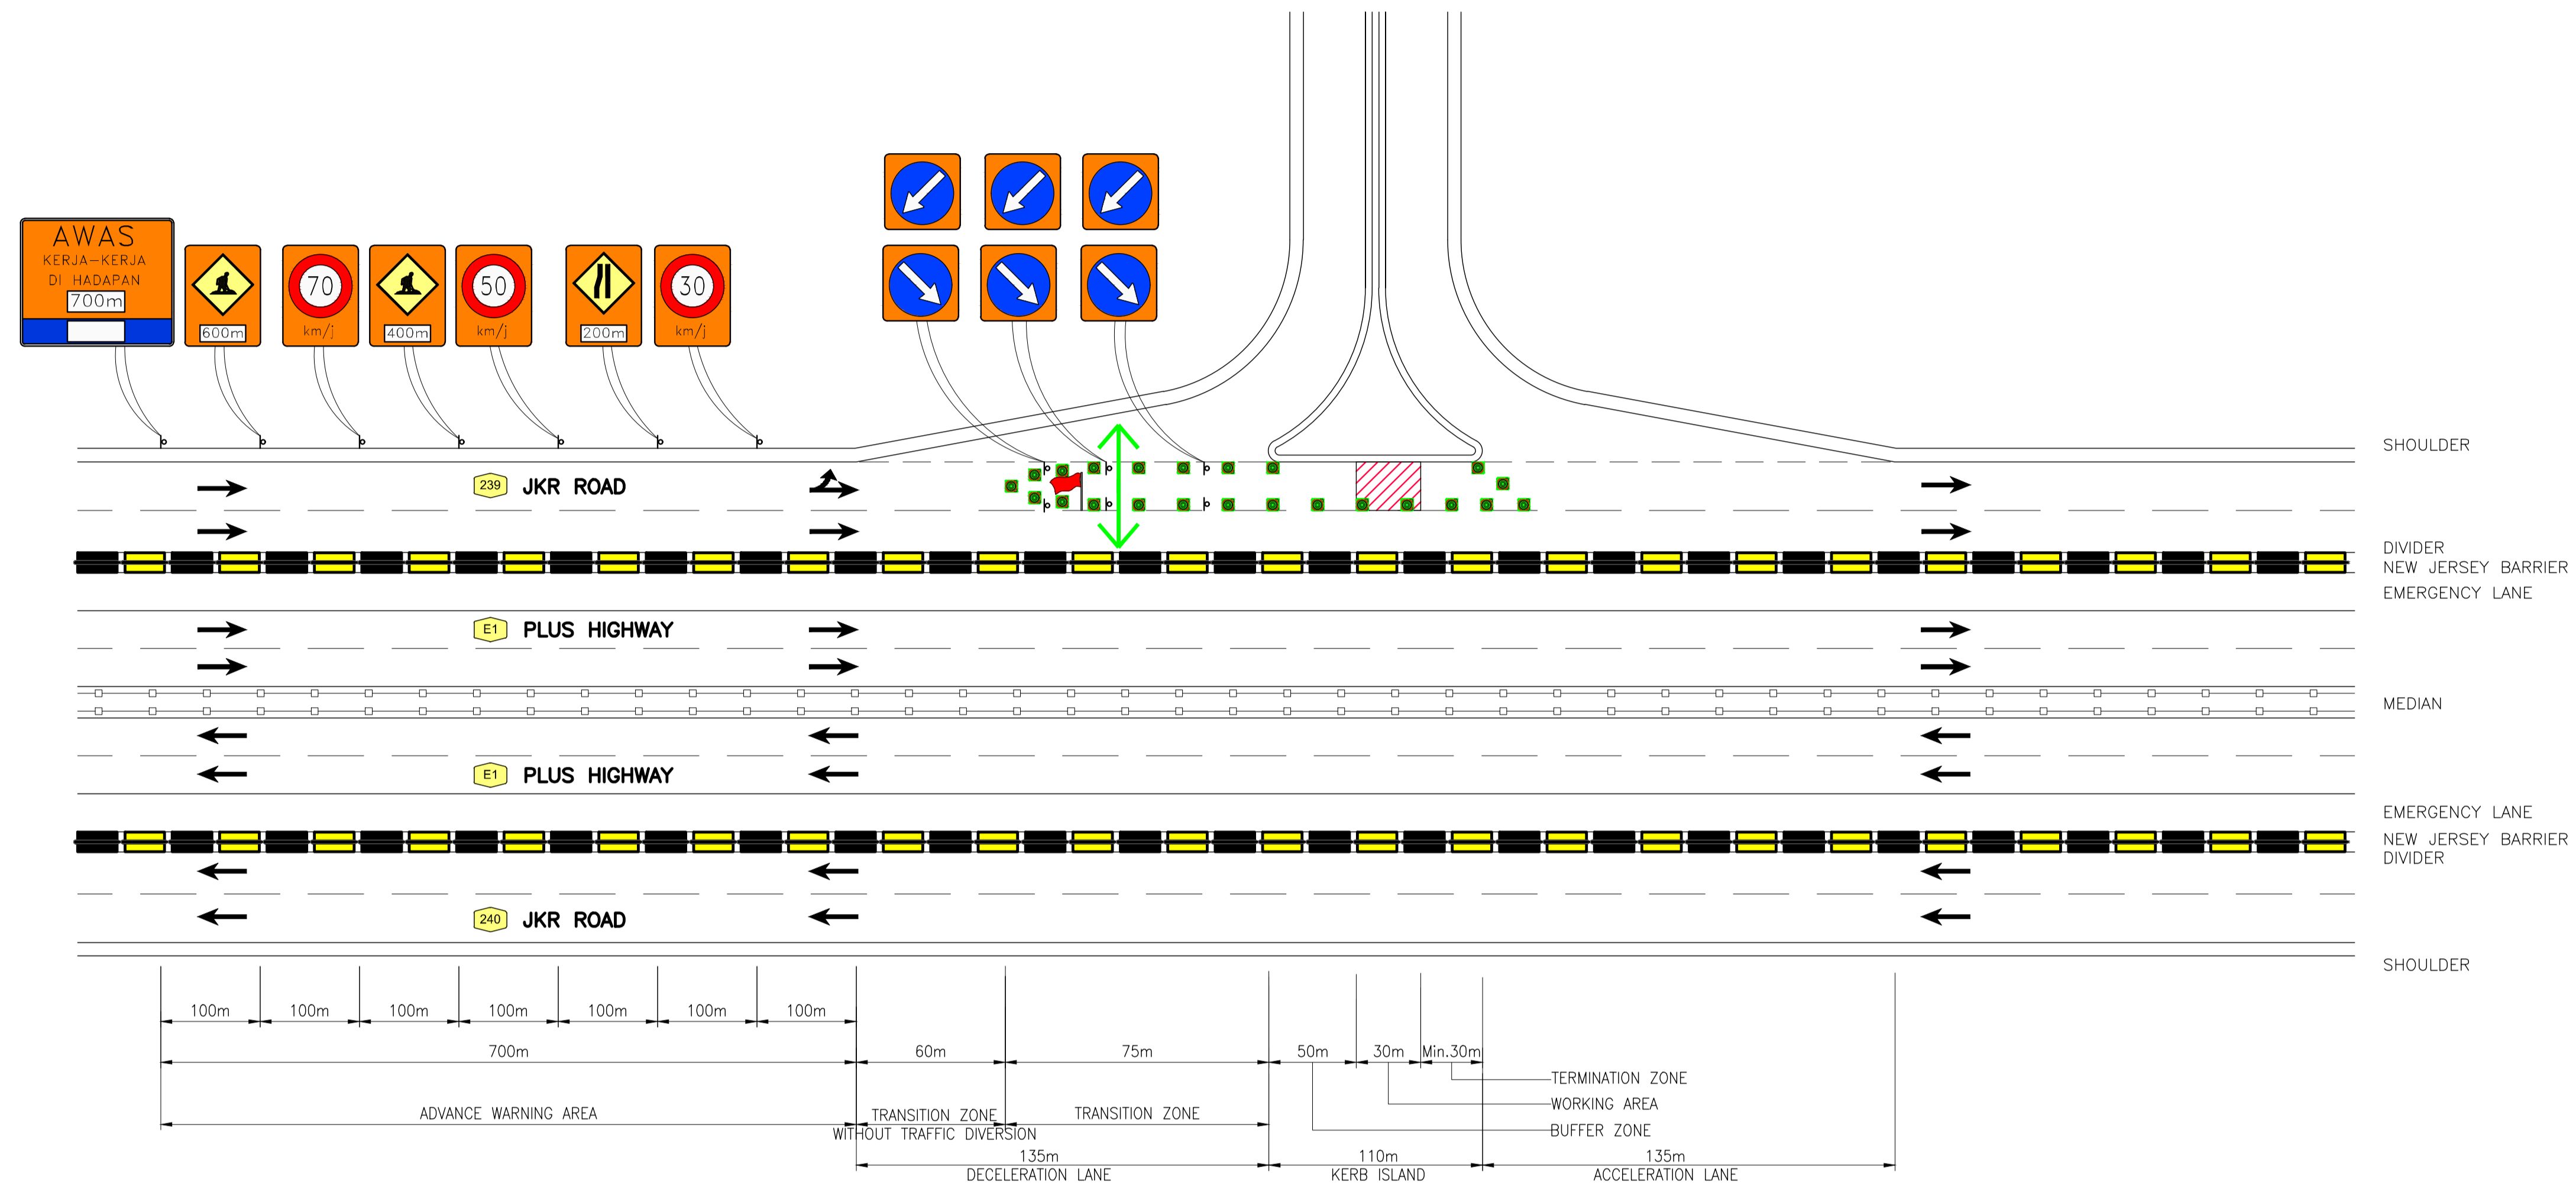 AWAS
KERJA-KERJA
DI HADAPAN
700m
600m
70
km/j
400m
50
km/j
200m
30
km/j
SHOULDER
239 JKR ROAD
DIVIDER
NEW JERSEY BARRIER
EMERGENCY LANE
E1 PLUS HIGHWAY
MEDIAN
E1 PLUS HIGHWAY
EMERGENCY LANE
NEW JERSEY BARRIER
DIVIDER
240 JKR ROAD
SHOULDER
100m 100m 100m 100m 100m 100m 100m
700m 60m 75m 50m 30m Min.30m
TERMINATION ZONE
WORKING AREA
BUFFER ZONE
ADVANCE WARNING AREA
TRANSITION ZONE
WITHOUT TRAFFIC DIVERSION
TRANSITION ZONE
135m
DECELERATION LANE
110m
KERB ISLAND
135m
ACCELERATION LANE